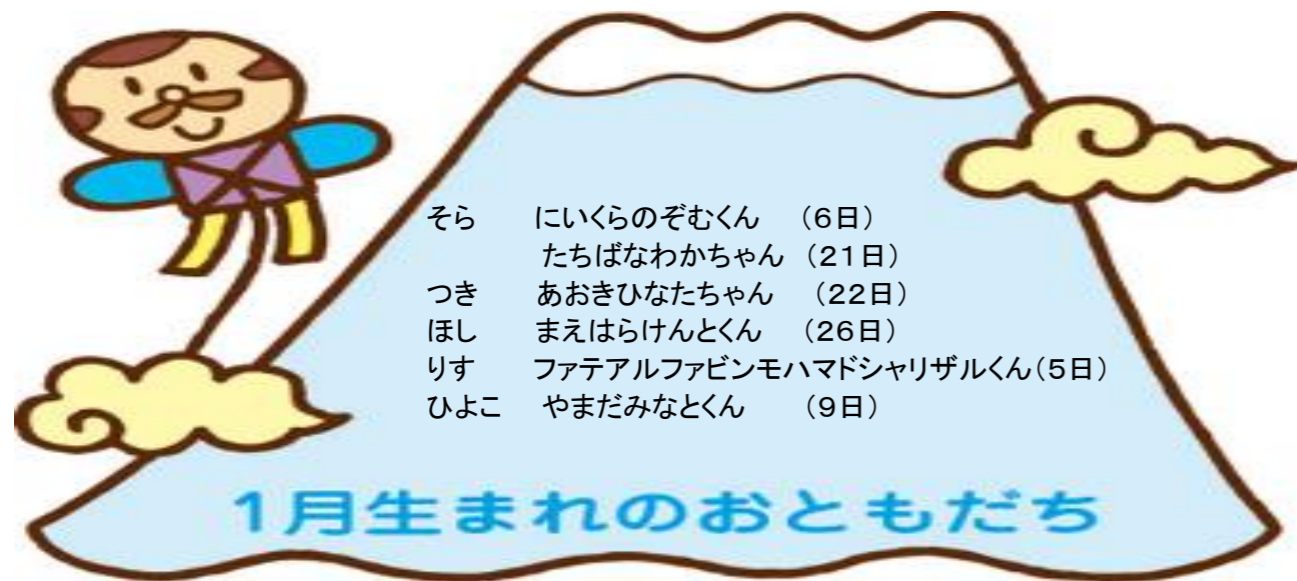 そら　　にいくらのぞむくん　（６日）
たちばなわかちゃん　（２１日）
つき　　あおきひなたちゃん　（２２日）
ほし　　まえはらけんとくん　（２６日）
りす　　ファテアルファビンモハマドシャリザルくん（５日）
ひよこ　やまだみなとくん　（９日）
1月生まれのおともだち